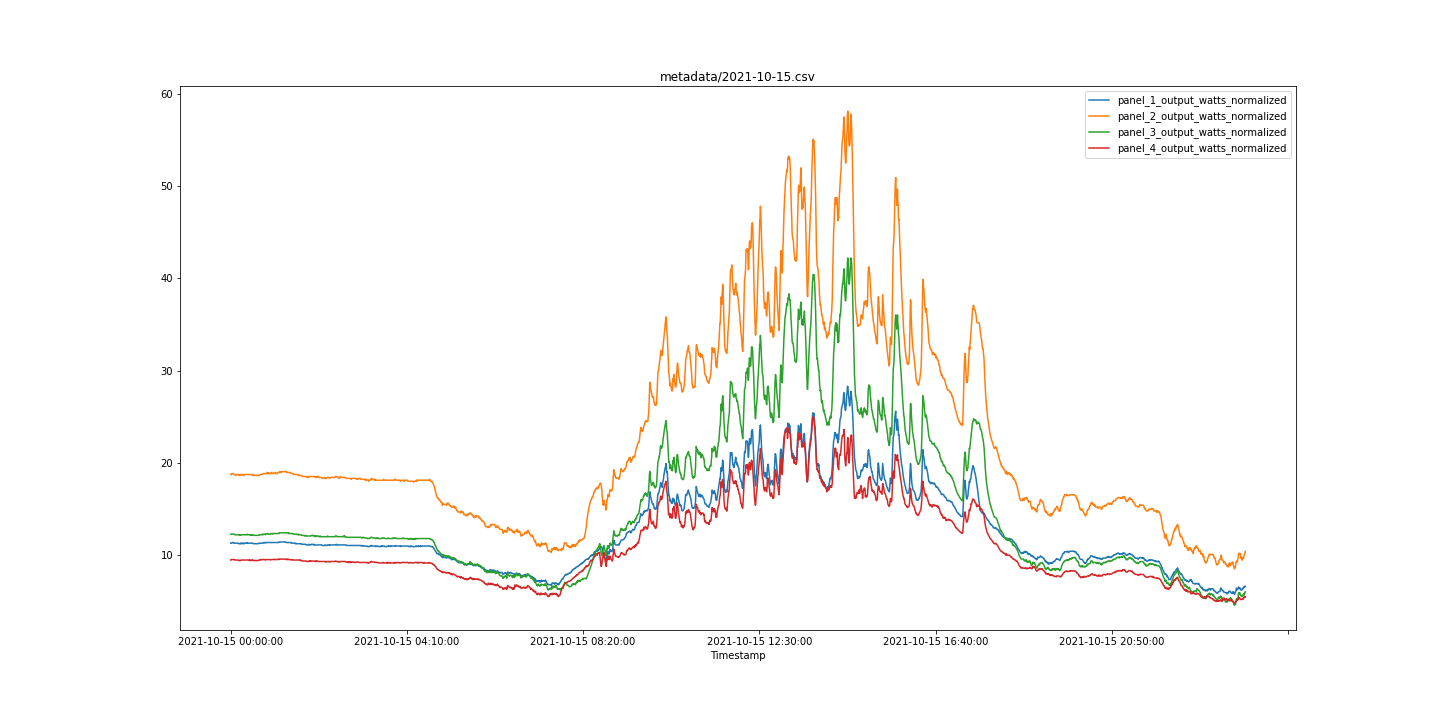 metadata/2021-10-15.csv
60
50
40
30
20
10
panel_1_output_watts_normalized
panel_2_output_watts_normalized
panel_3_output_watts_normalized
panel_4_output_watts_normalized
2021-10-15 00:00:00
2021-10-15 04:10:00
2021-10-15 08:20:00
2021-10-15 12:30:00
2021-10-15 16:40:00
2021-10-15 20:50:00
Timestamp